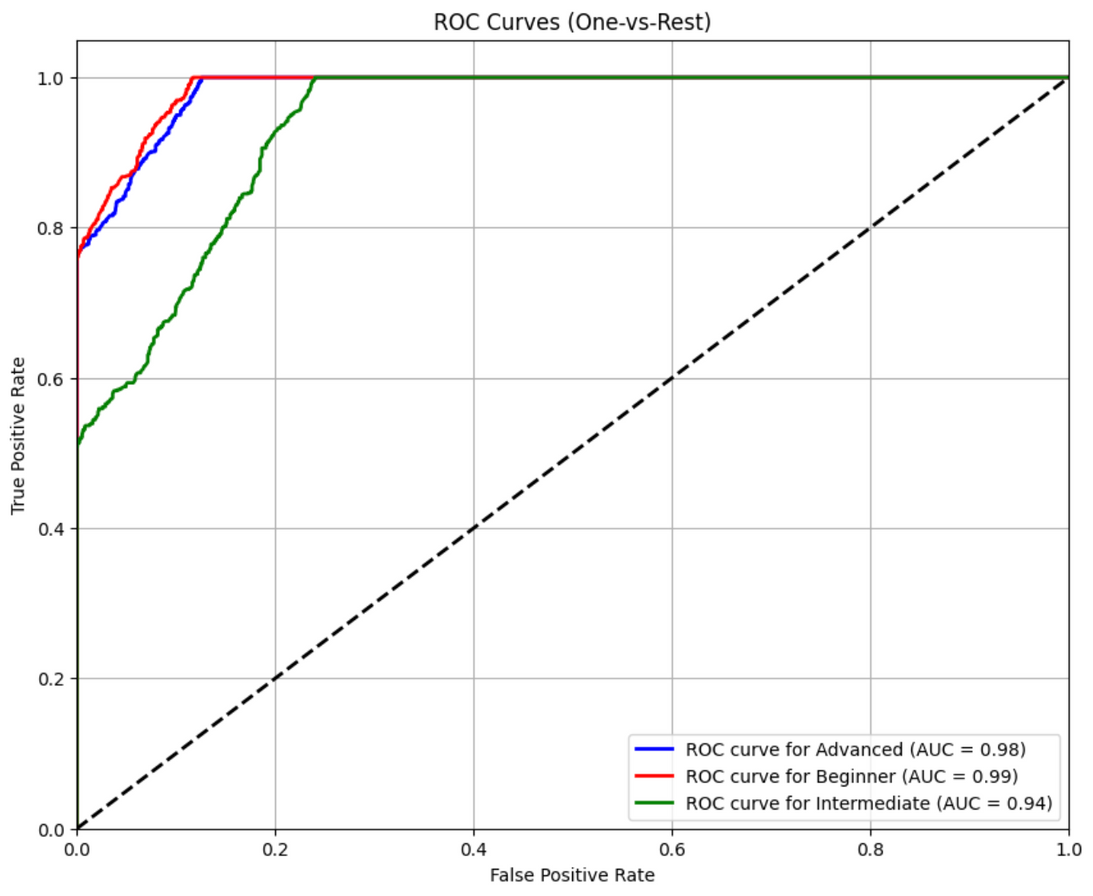 ROC Curves (One-vs-Rest)
1.0
0.8
0.6
0.4
0.2
0.0
True Positive Rate
0.0 0.2 0.4 0.6 0.8 1.0
False Positive Rate
ROC curve for Advanced (AUC = 0.98)
ROC curve for Beginner (AUC = 0.99)
ROC curve for Intermediate (AUC = 0.94)